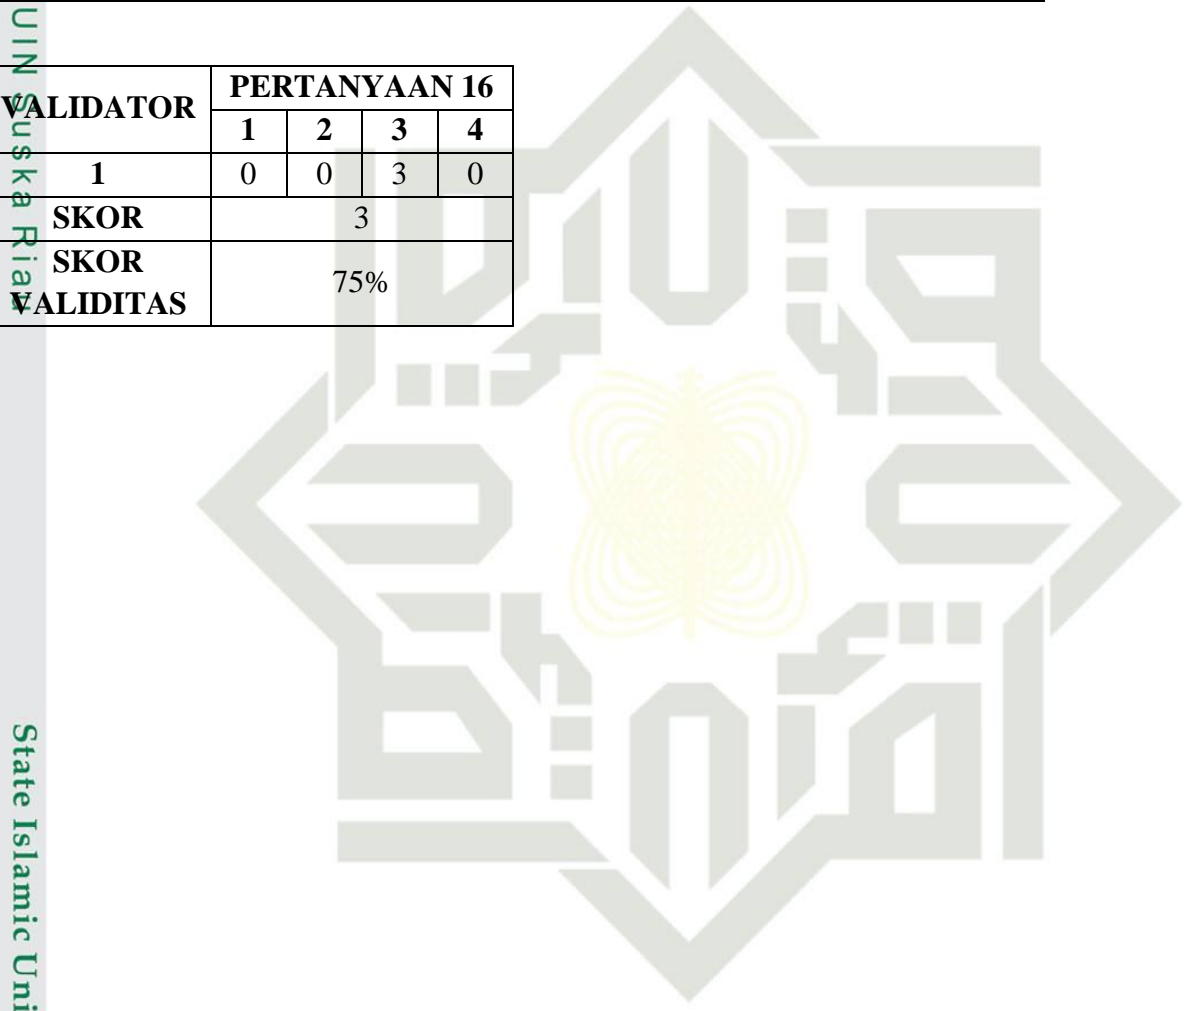 UIN Suska Riau
VALIDATOR PERTANYAAN 16
1 2 3 4
1 0 0 3 0
SKOR 3
SKOR VALIDITAS 75%
State Islamic Uni